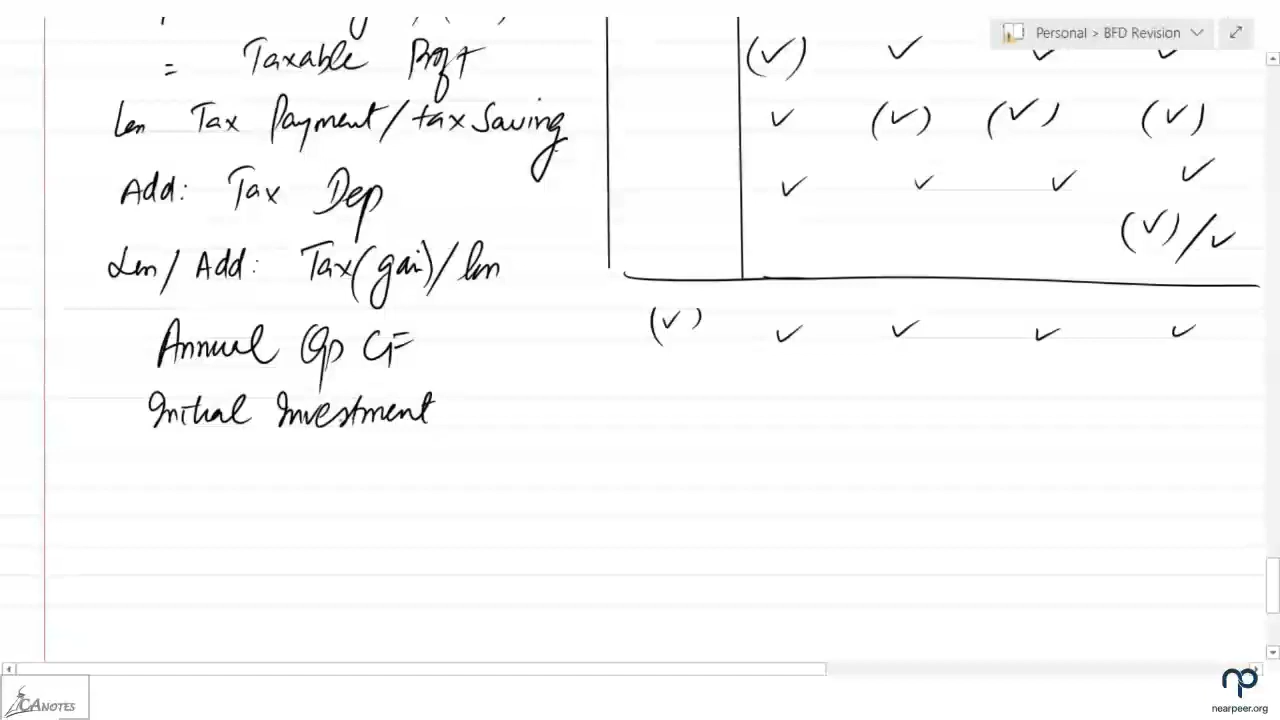 Personal > BFD Revision
= Taxable Profit (✓) ✓ ✓ ✓
Less Tax Payment/tax Saving ✓ (✓) (✓) (✓)
Add: Tax Dep ✓ ✓ ✓ ✓
Less/ Add: Tax(gain)/loss (✓)/✓
Annual Op CF (✓) ✓ ✓ ✓ ✓
Initial Investment
CANOTES
np
nearpeer.org